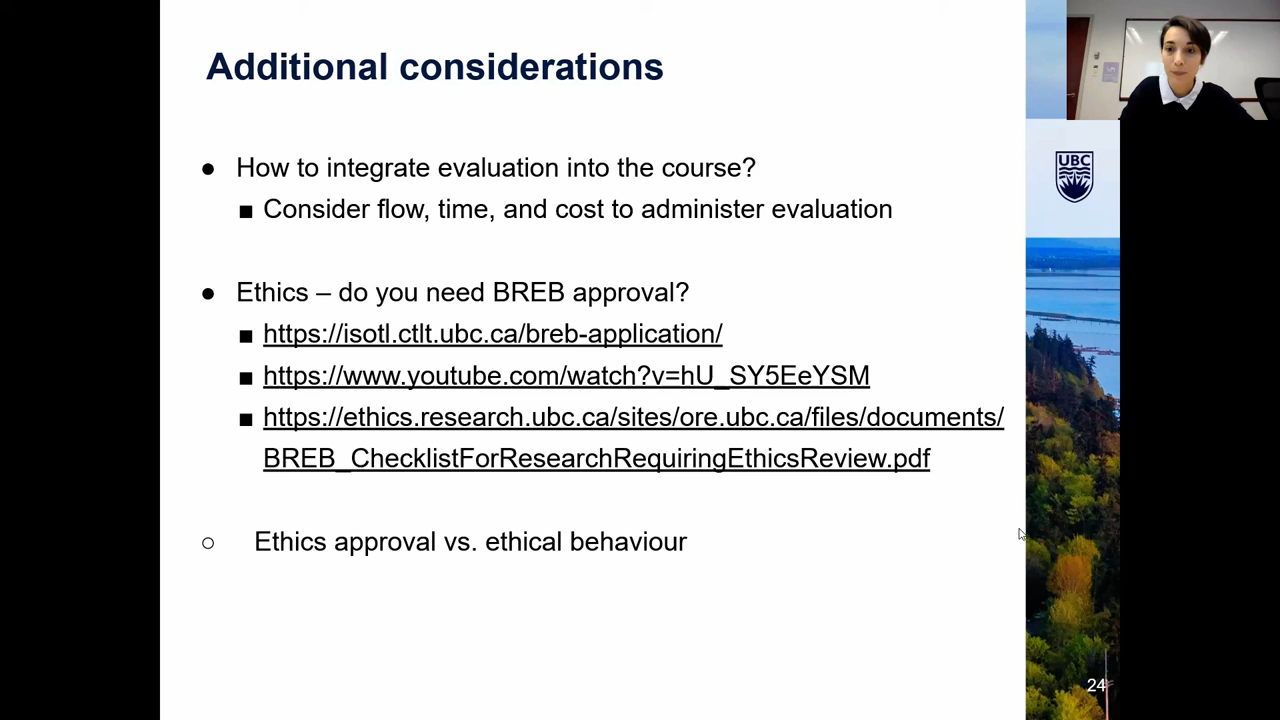 Additional considerations
● How to integrate evaluation into the course?
■ Consider flow, time, and cost to administer evaluation
● Ethics – do you need BREB approval?
■ https://isotl.ctlt.ubc.ca/breb-application/
■ https://www.youtube.com/watch?v=hU_SY5EeYSM
■ https://ethics.research.ubc.ca/sites/ore.ubc.ca/files/documents/
BREB_ChecklistForResearchRequiringEthicsReview.pdf
○ Ethics approval vs. ethical behaviour
UBC
24